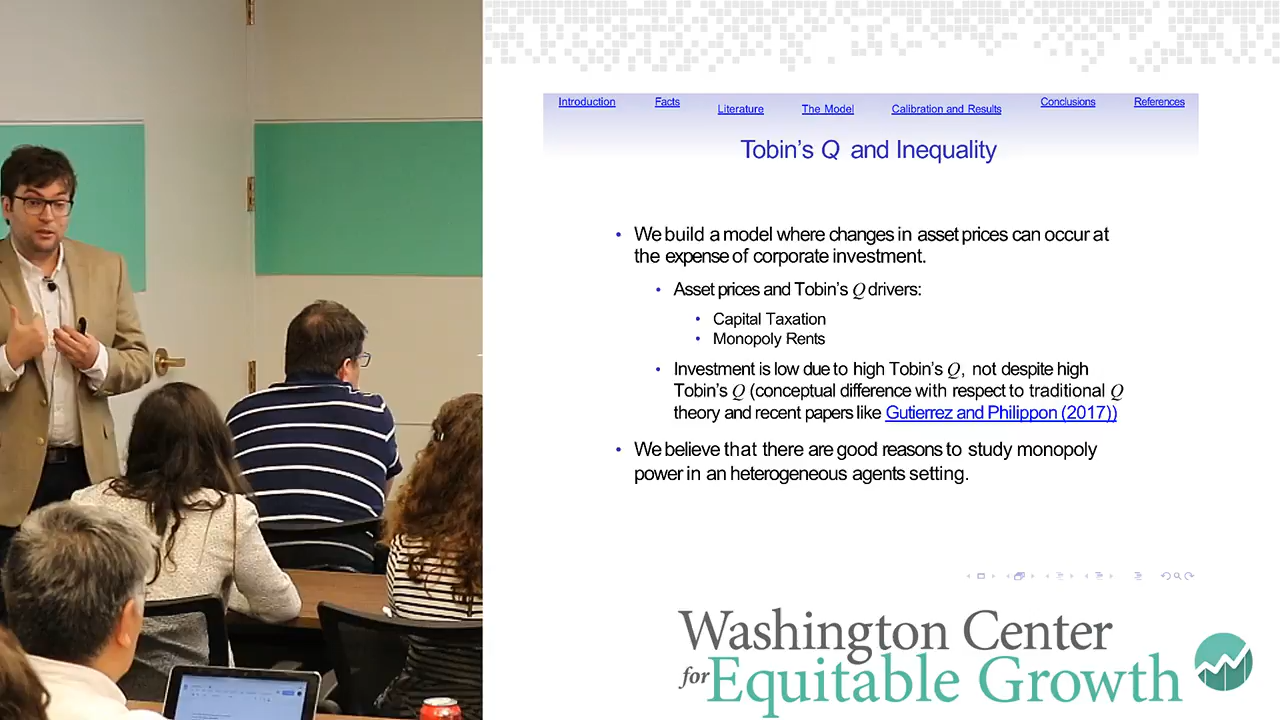 Introduction
Facts
Literature
The Model
Calibration and Results
Conclusions
References
Tobin's Q and Inequality
• We build a model where changes in asset prices can occur at
the expense of corporate investment.
• Asset prices and Tobin's Q drivers:
• Capital Taxation
• Monopoly Rents
• Investment is low due to high Tobin's Q, not despite high
Tobin's Q (conceptual difference with respect to traditional Q
theory and recent papers like Gutierrez and Philippon (2017))
• We believe that there are good reasons to study monopoly
power in an heterogeneous agents setting.
Washington Center
for Equitable Growth